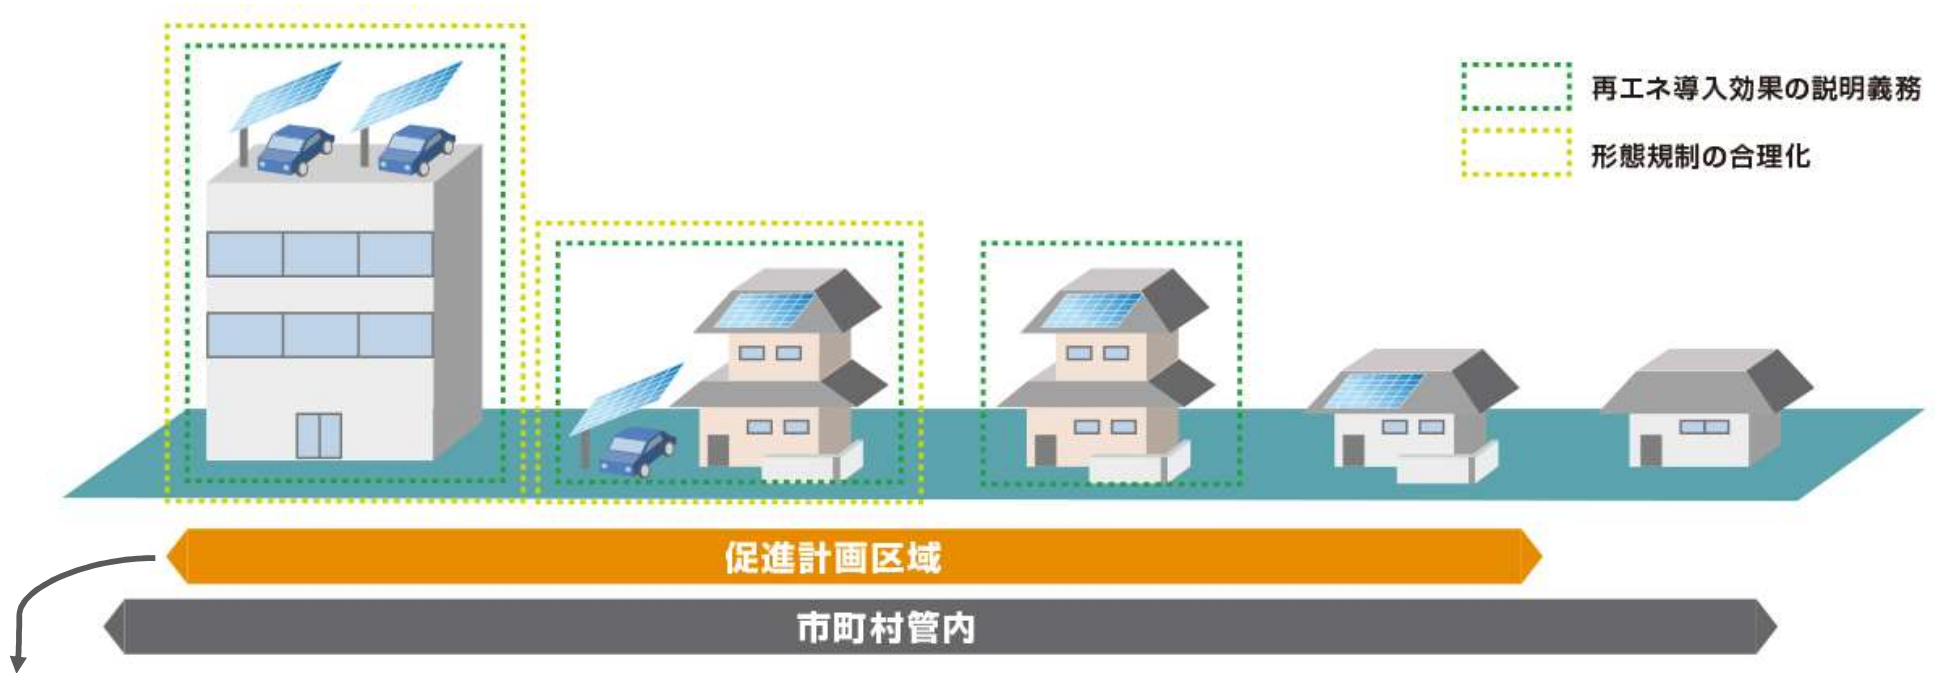 再エネ導入効果の説明義務
形態規制の合理化
促進計画区域
市町村管内